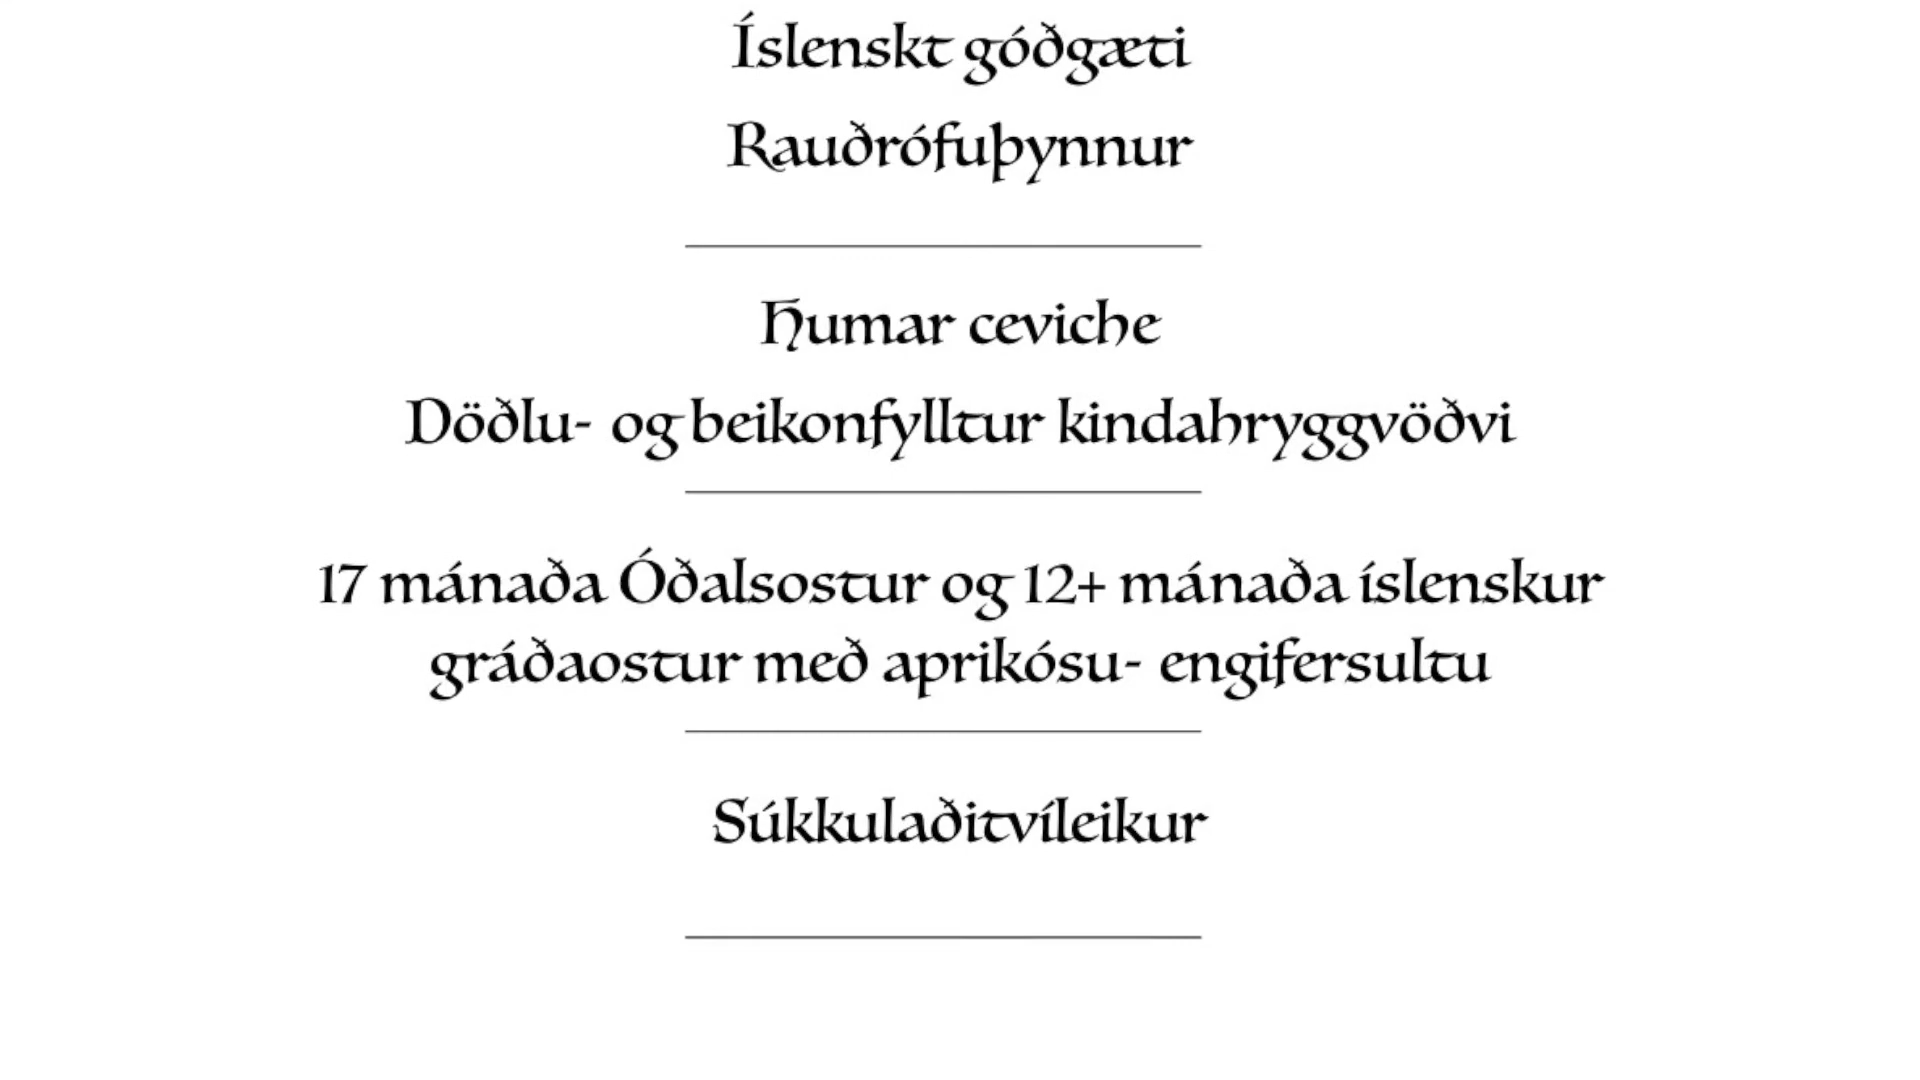 Íslenskt góðgæti
Rauðrófuþynnur
Humar ceviche
Döðlu- og beikonfylltur kindahryggvöðvi
17 mánaða Óðalsostur og 12+ mánaða íslenskur
gráðaostur með aprikósu- engifersultu
Súkkulaðitvíleikur